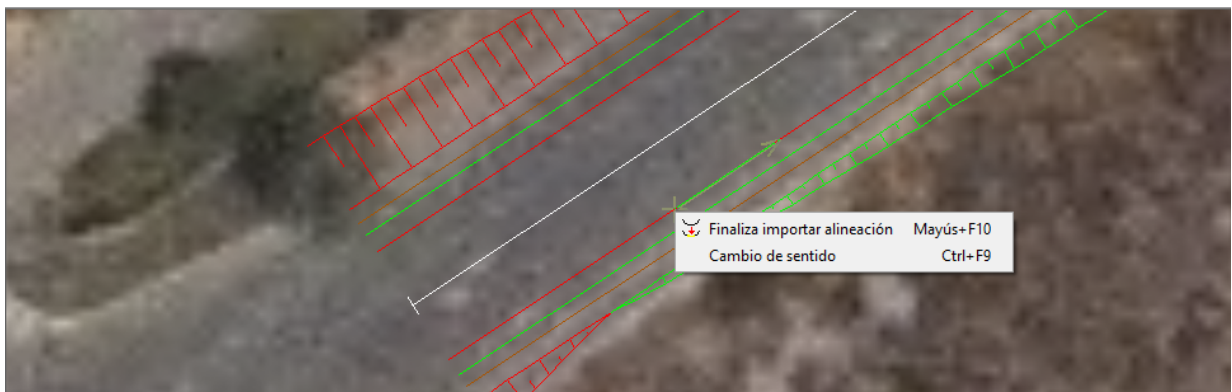 Finaliza importar alineación Mayús+F10
Cambio de sentido Ctrl+F9